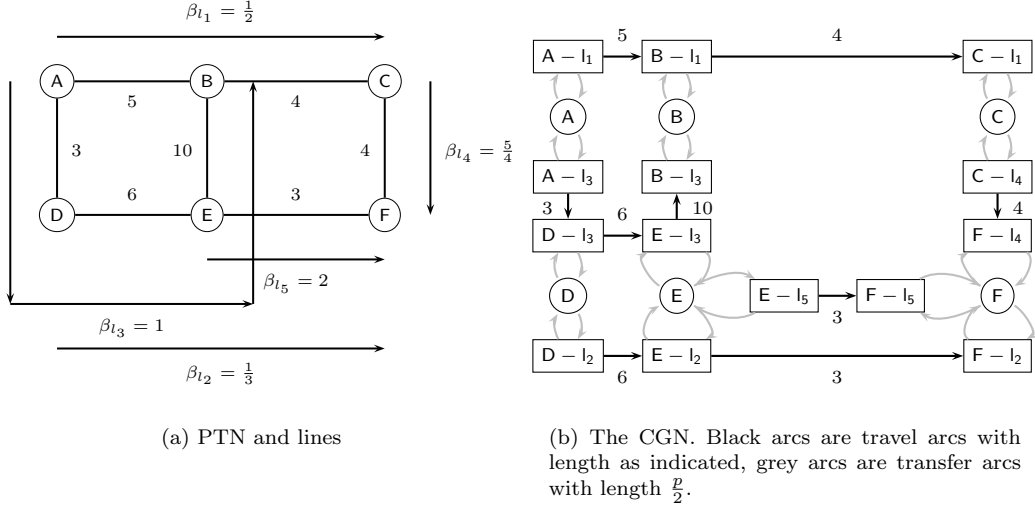 β_{l_1} = 1/2
A
B
C
5
4
3
10
4
β_{l_4} = 5/4
6
3
D
E
F
β_{l_5} = 2
β_{l_3} = 1
β_{l_2} = 1/3
(a) PTN and lines
5
4
A − l_1
B − l_1
C − l_1
A
B
C
A − l_3
B − l_3
C − l_4
3
6
10
4
D − l_3
E − l_3
F − l_4
D
E
E − l_5
F − l_5
F
3
D − l_2
E − l_2
F − l_2
6
3
(b) The CGN. Black arcs are travel arcs with
length as indicated, grey arcs are transfer arcs
with length p/2.